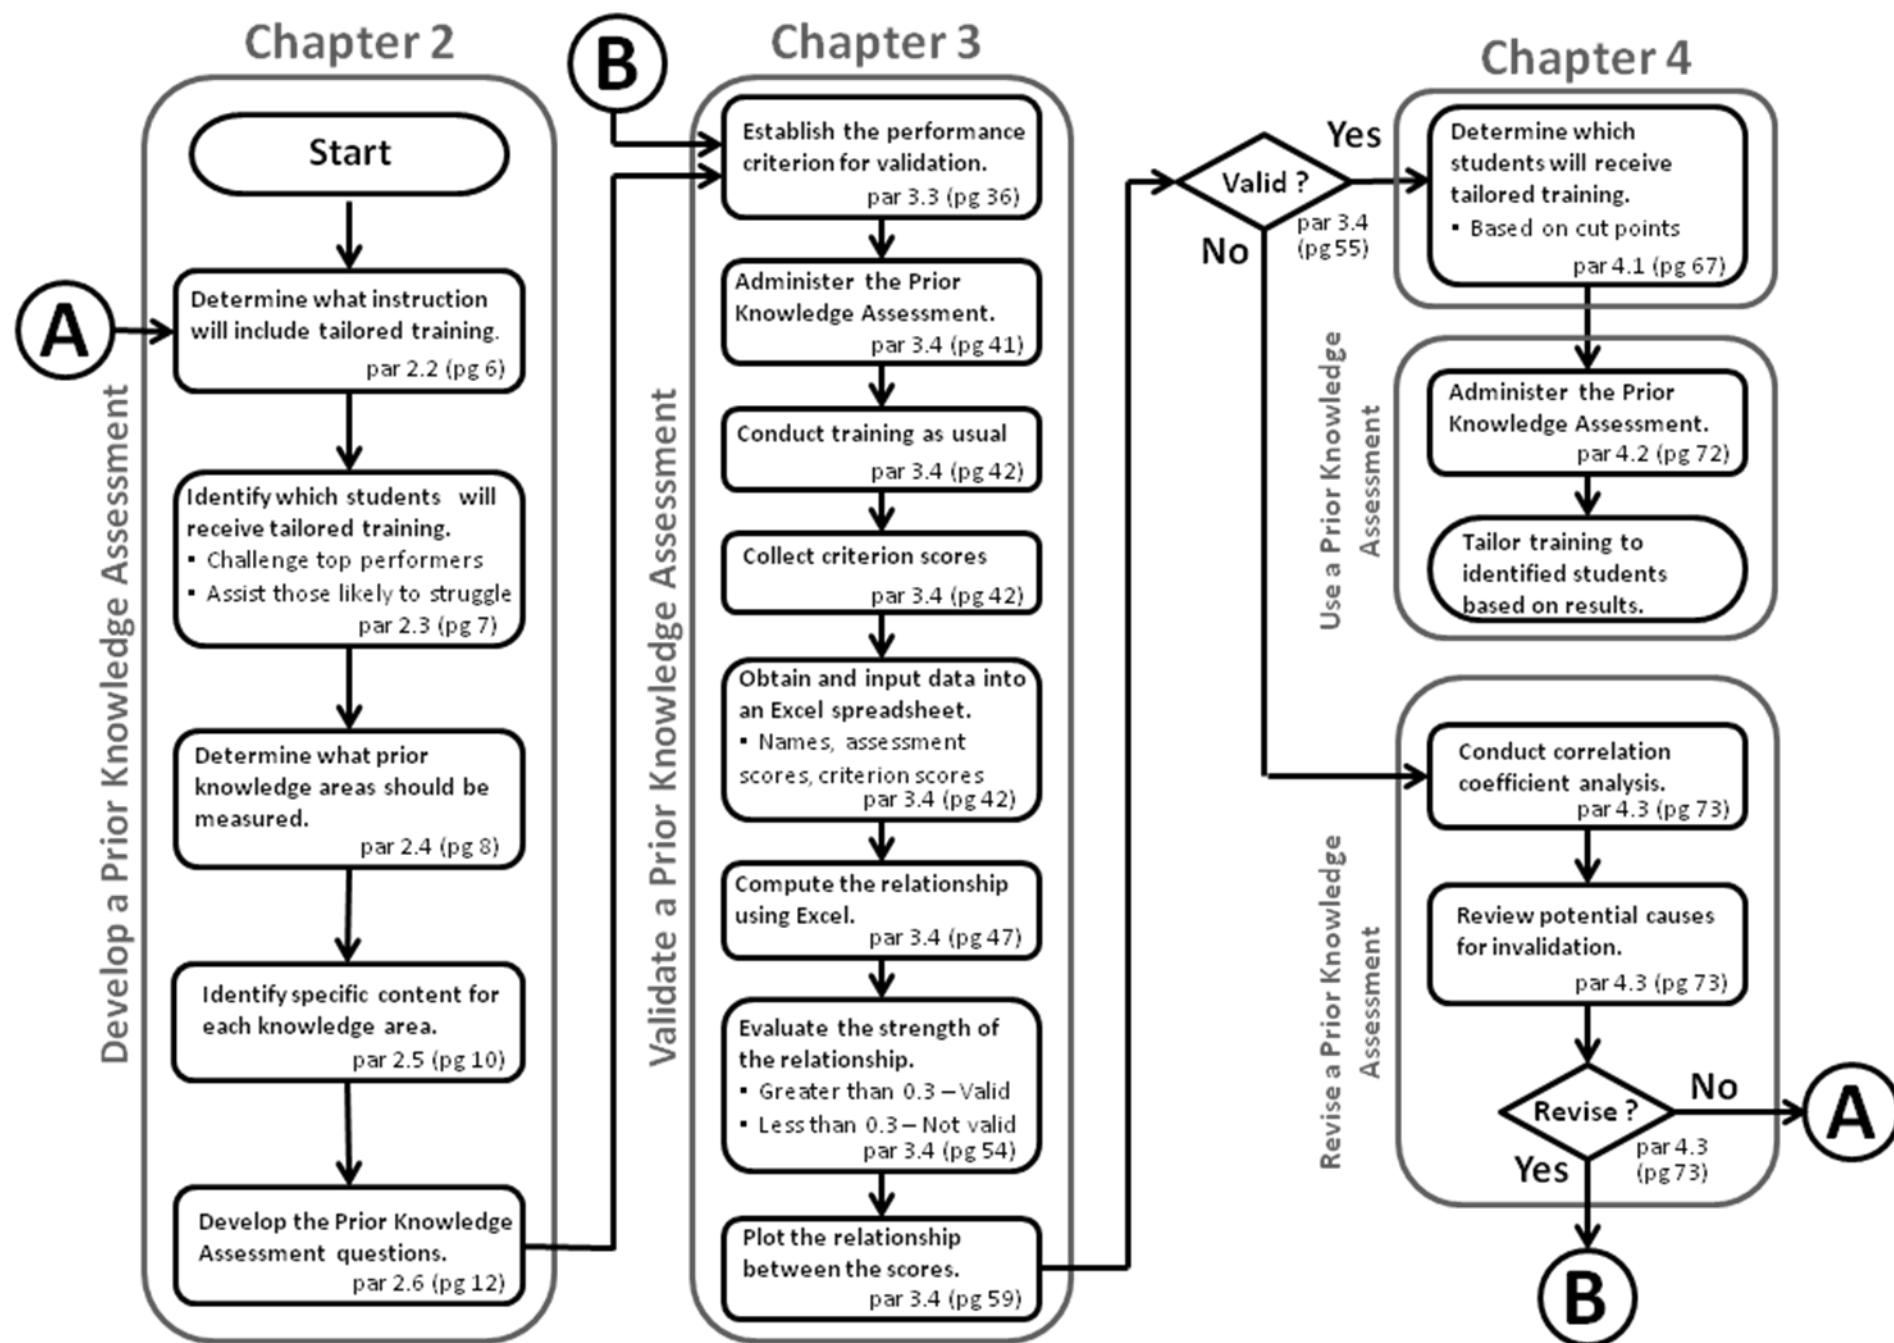 Chapter 2
Develop a Prior Knowledge Assessment
Start
A
Determine what instruction
will include tailored training.
par 2.2 (pg 6)
Identify which students will
receive tailored training.
▪ Challenge top performers
▪ Assist those likely to struggle
par 2.3 (pg 7)
Determine what prior
knowledge areas should be
measured.
par 2.4 (pg 8)
Identify specific content for
each knowledge area.
par 2.5 (pg 10)
Develop the Prior Knowledge
Assessment questions.
par 2.6 (pg 12)
B
Chapter 3
Validate a Prior Knowledge Assessment
Establish the performance
criterion for validation.
par 3.3 (pg 36)
Administer the Prior
Knowledge Assessment.
par 3.4 (pg 41)
Conduct training as usual
par 3.4 (pg 42)
Collect criterion scores
par 3.4 (pg 42)
Obtain and input data into
an Excel spreadsheet.
▪ Names, assessment
scores, criterion scores
par 3.4 (pg 42)
Compute the relationship
using Excel.
par 3.4 (pg 47)
Evaluate the strength of
the relationship.
▪ Greater than 0.3 – Valid
▪ Less than 0.3 – Not valid
par 3.4 (pg 54)
Plot the relationship
between the scores.
par 3.4 (pg 59)
Valid ?
Yes
No
par 3.4
(pg 55)
Chapter 4
Determine which
students will receive
tailored training.
▪ Based on cut points
par 4.1 (pg 67)
Use a Prior Knowledge
Assessment
Administer the Prior
Knowledge Assessment.
par 4.2 (pg 72)
Tailor training to
identified students
based on results.
Revise a Prior Knowledge
Assessment
Conduct correlation
coefficient analysis.
par 4.3 (pg 73)
Review potential causes
for invalidation.
par 4.3 (pg 73)
Revise ?
No
A
par 4.3
(pg 73)
Yes
B